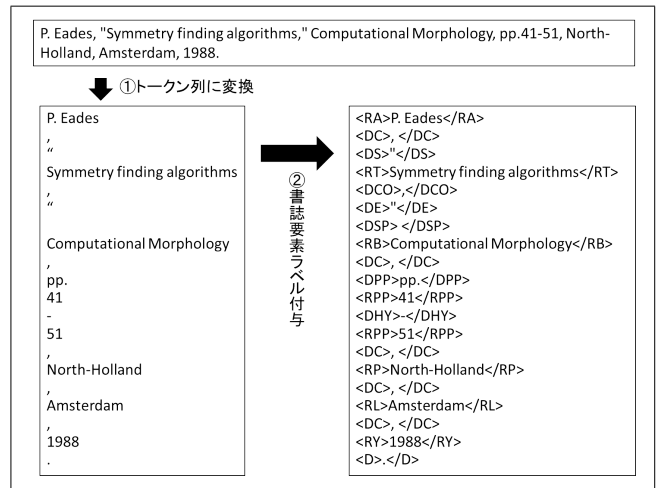 P. Eades, "Symmetry finding algorithms," Computational Morphology, pp.41-51, North-
Holland, Amsterdam, 1988.
①トークン列に変換
P. Eades
,
“
Symmetry finding algorithms
,
“
Computational Morphology
,
pp.
41
-
51
,
North-Holland
,
Amsterdam
,
1988
.
②書誌要素ラベル付与
<RA>P. Eades</RA>
<DC>, </DC>
<DS>"</DS>
<RT>Symmetry finding algorithms</RT>
<DCO>,</DCO>
<DE>"</DE>
<DSP> </DSP>
<RB>Computational Morphology</RB>
<DC>, </DC>
<DPP>pp.</DPP>
<RPP>41</RPP>
<DHY>-</DHY>
<RPP>51</RPP>
<DC>, </DC>
<RP>North-Holland</RP>
<DC>, </DC>
<RL>Amsterdam</RL>
<DC>, </DC>
<RY>1988</RY>
<D>.</D>